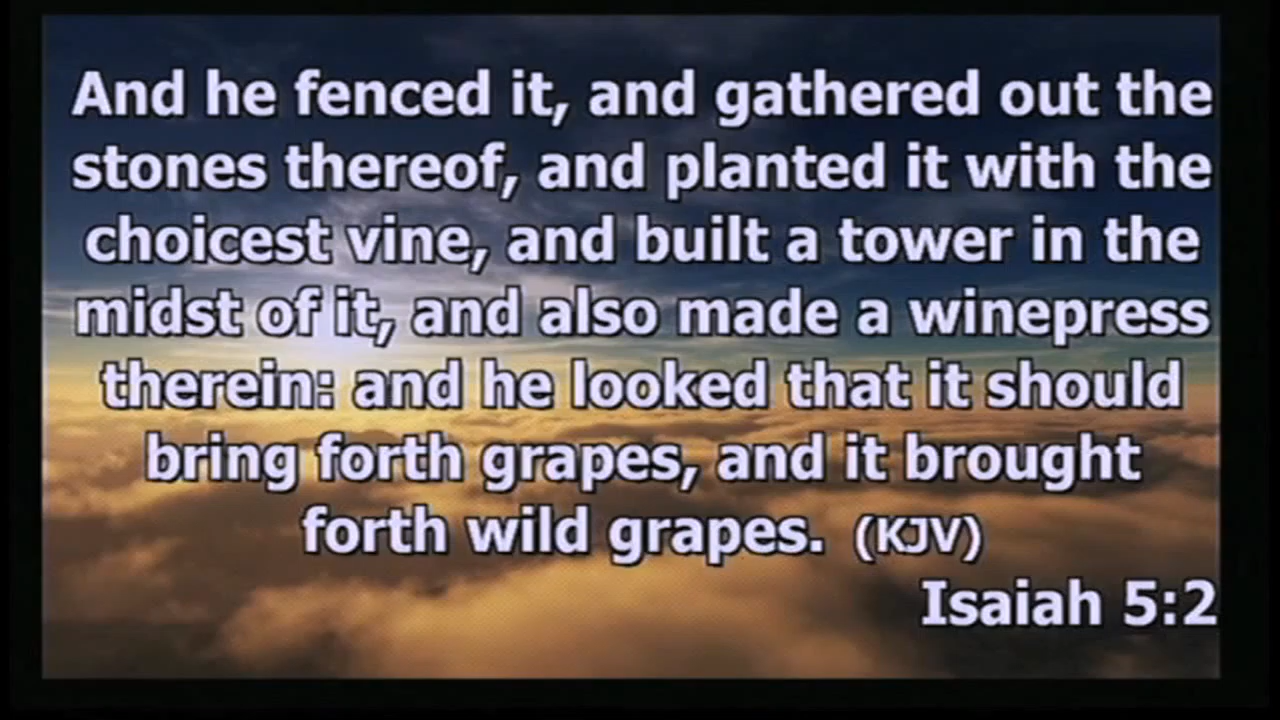 And he fenced it, and gathered out the
stones thereof, and planted it with the
choicest vine, and built a tower in the
midst of it, and also made a winepress
therein: and he looked that it should
bring forth grapes, and it brought
forth wild grapes. (KJV)
Isaiah 5:2